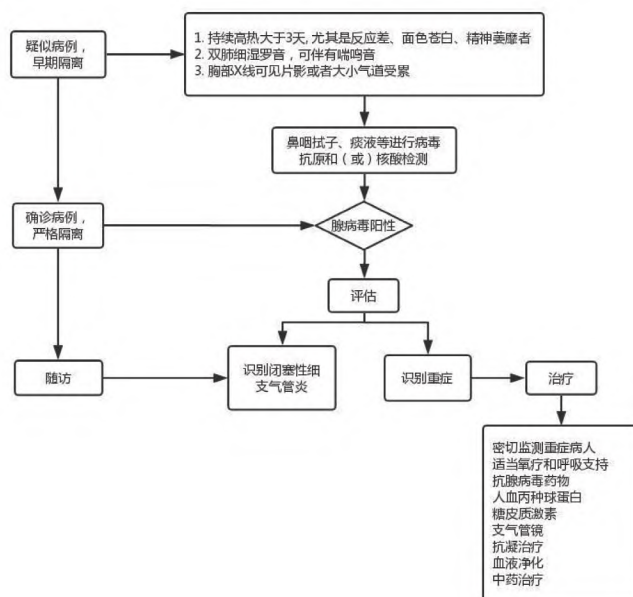 疑似病例，
早期隔离
1. 持续高热大于3天, 尤其是反应差、面色苍白、精神萎靡者
2. 双肺细湿罗音，可伴有喘鸣音
3. 胸部X线可见片影或者大小气道受累
鼻咽拭子、痰液等进行病毒
抗原和（或）核酸检测
确诊病例，
严格隔离
腺病毒阳性
评估
随访
识别闭塞性细
支气管炎
识别重症
治疗
密切监测重症病人
适当氧疗和呼吸支持
抗腺病毒药物
人血丙种球蛋白
糖皮质激素
支气管镜
抗凝治疗
血液净化
中药治疗